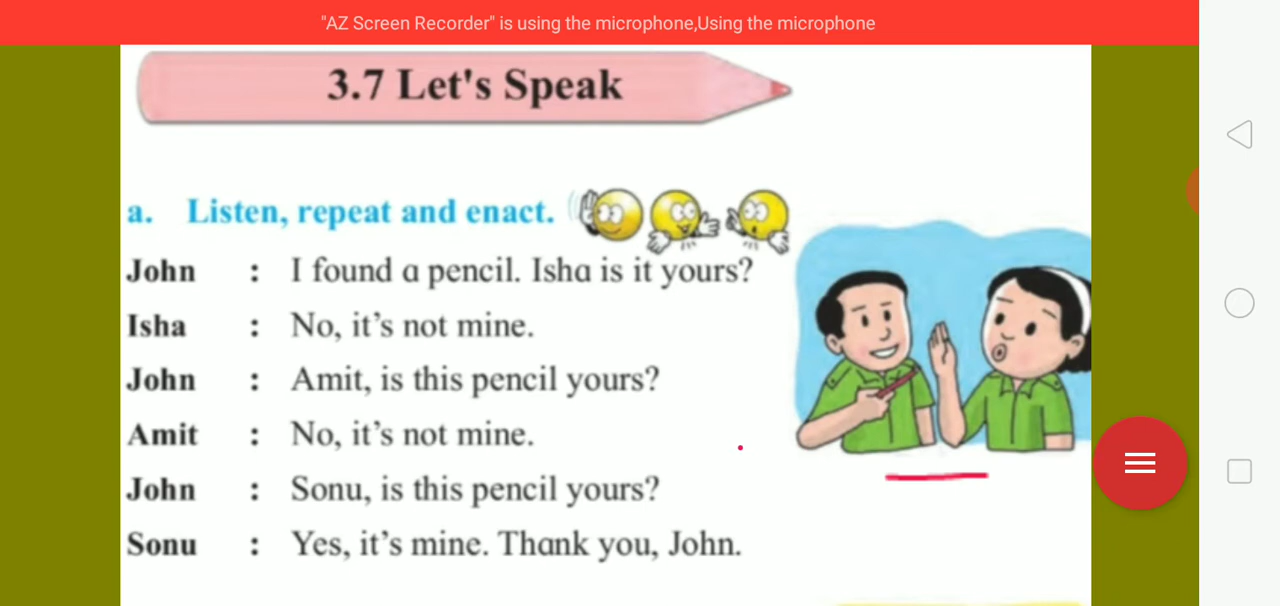 "AZ Screen Recorder" is using the microphone,Using the microphone
3.7 Let's Speak
a. Listen, repeat and enact.
John : I found a pencil. Isha is it yours?
Isha : No, it's not mine.
John : Amit, is this pencil yours?
Amit : No, it's not mine.
John : Sonu, is this pencil yours?
Sonu : Yes, it's mine. Thank you, John.